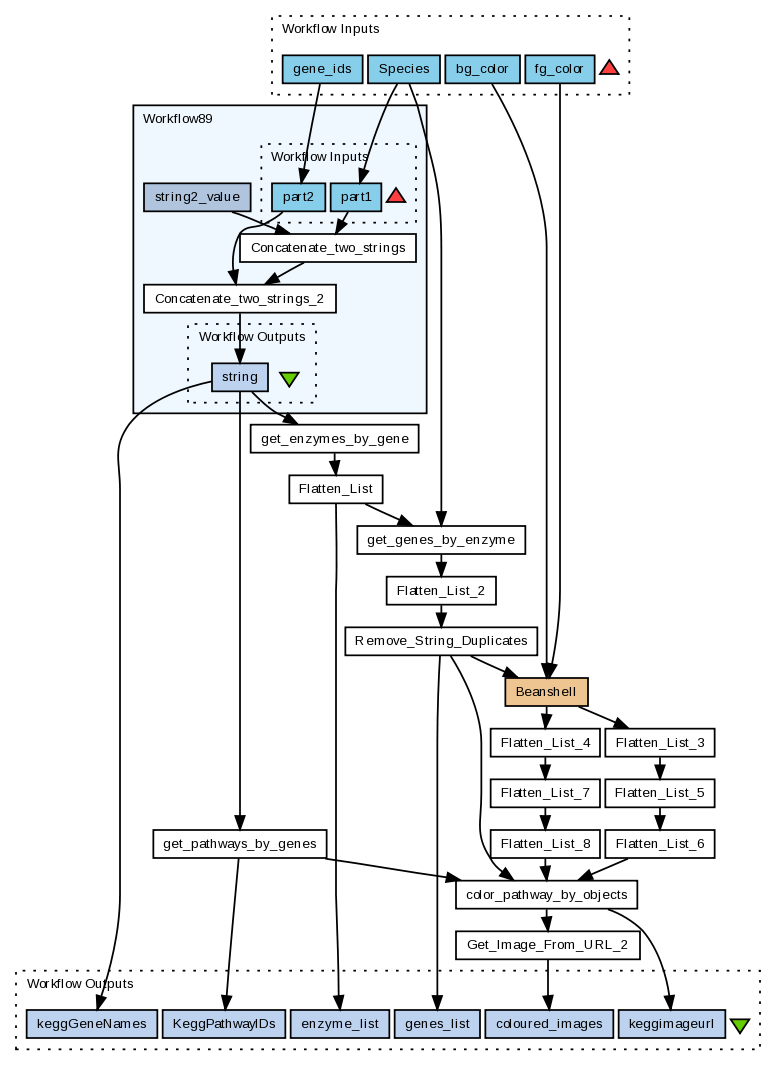 Workflow Inputs
gene_ids
Species
bg_color
fg_color
Workflow89
Workflow Inputs
string2_value
part2
part1
Concatenate_two_strings
Concatenate_two_strings_2
Workflow Outputs
string
get_enzymes_by_gene
Flatten_List
get_genes_by_enzyme
Flatten_List_2
Remove_String_Duplicates
Beanshell
Flatten_List_4
Flatten_List_3
Flatten_List_7
Flatten_List_5
get_pathways_by_genes
Flatten_List_8
Flatten_List_6
color_pathway_by_objects
Get_Image_From_URL_2
Workflow Outputs
keggGeneNames
KeggPathwayIDs
enzyme_list
genes_list
coloured_images
keggimageurl